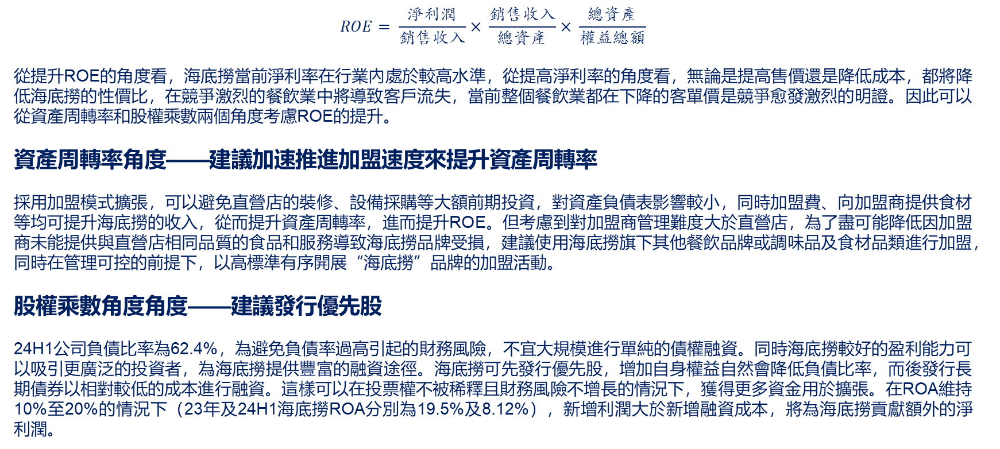 ROE = 淨利潤/銷售收入 × 銷售收入/總資產 × 總資產/權益總額
從提升ROE的角度看，海底撈當前淨利率在行業內處於較高水準，從提高淨利率的角度看，無論是提高售價還是降低成本，都將降
低海底撈的性價比，在競爭激烈的餐飲業中將導致客戶流失，當前整個餐飲業都在下降的客單價是競爭愈發激烈的明證。因此可以
從資產周轉率和股權乘數兩個角度考慮ROE的提升。
資產周轉率角度——建議加速推進加盟速度來提升資產周轉率
採用加盟模式擴張，可以避免直營店的裝修、設備採購等大額前期投資，對資產負債表影響較小，同時加盟費、向加盟商提供食材
等均可提升海底撈的收入，從而提升資產周轉率，進而提升ROE。但考慮到對加盟商管理難度大於直營店，為了盡可能降低因加盟
商未能提供與直營店相同品質的食品和服務導致海底撈品牌受損，建議使用海底撈旗下其他餐飲品牌或調味品及食材品類進行加盟，
同時在管理可控的前提下，以高標準有序開展“海底撈”品牌的加盟活動。
股權乘數角度角度——建議發行優先股
24H1公司負債比率為62.4%，為避免負債率過高引起的財務風險，不宜大規模進行單純的債權融資。同時海底撈較好的盈利能力可
以吸引更廣泛的投資者，為海底撈提供豐富的融資途徑。海底撈可先發行優先股，增加自身權益自然會降低負債比率，而後發行長
期債券以相對較低的成本進行融資。這樣可以在投票權不被稀釋且財務風險不增長的情況下，獲得更多資金用於擴張。在ROA維持
10%至20%的情況下（23年及24H1海底撈ROA分別為19.5%及8.12%），新增利潤大於新增融資成本，將為海底撈貢獻額外的淨
利潤。